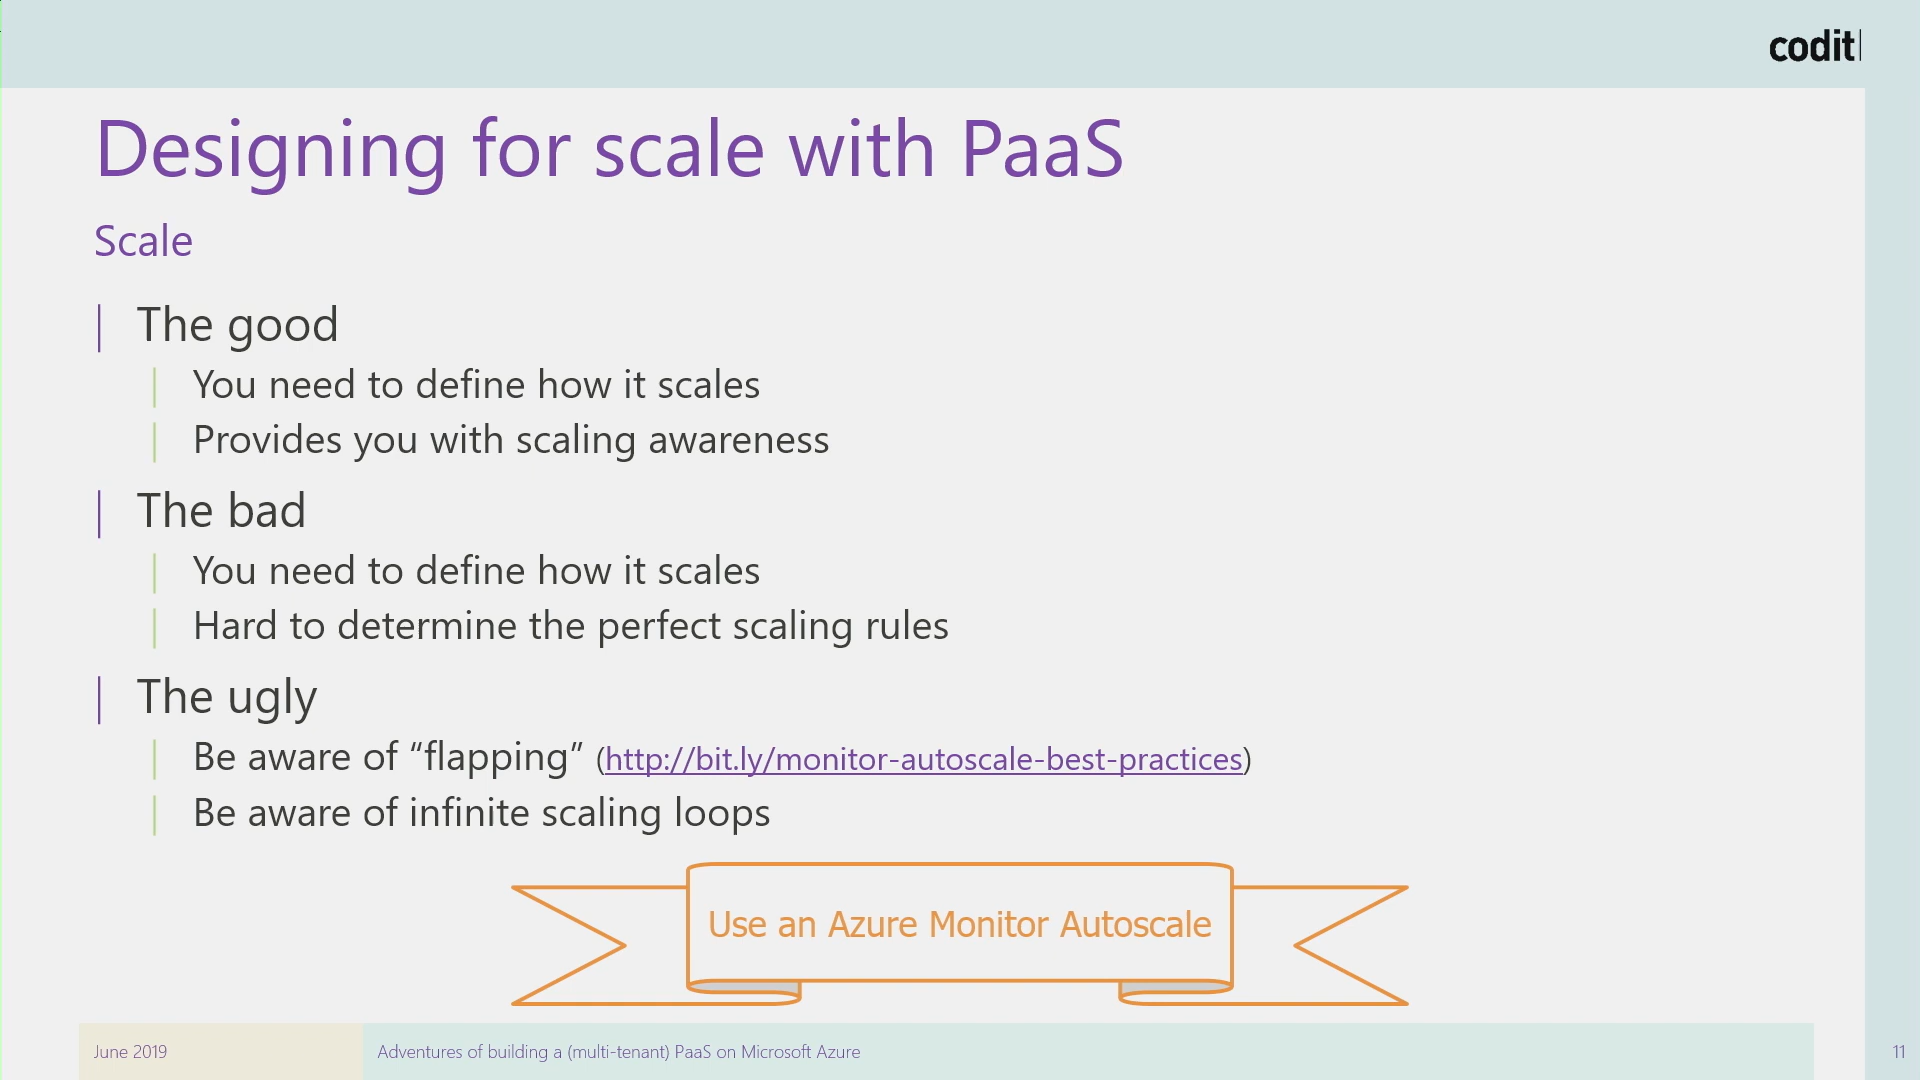 codit
Designing for scale with PaaS
Scale
The good
You need to define how it scales
Provides you with scaling awareness
The bad
You need to define how it scales
Hard to determine the perfect scaling rules
The ugly
Be aware of “flapping” (http://bit.ly/monitor-autoscale-best-practices)
Be aware of infinite scaling loops
Use an Azure Monitor Autoscale
June 2019
Adventures of building a (multi-tenant) PaaS on Microsoft Azure
11